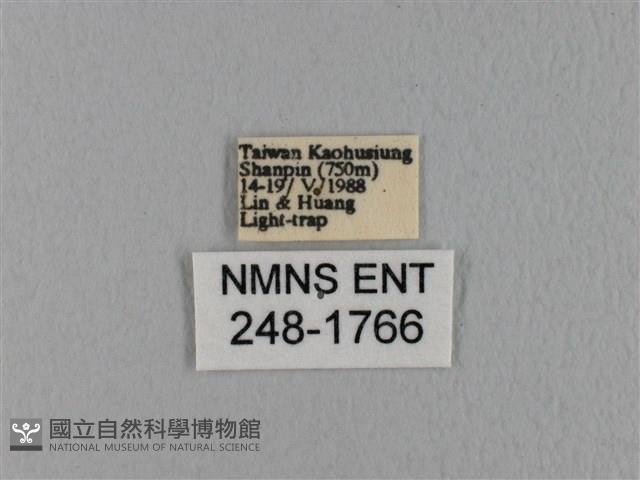 Taiwan Kaohusiung
Shanpin (750m)
14-19/ V./1988
Lin & Huang
Light-trap
NMNS ENT
248-1766
國立自然科學博物館
NATIONAL MUSEUM OF NATURAL SCIENCE